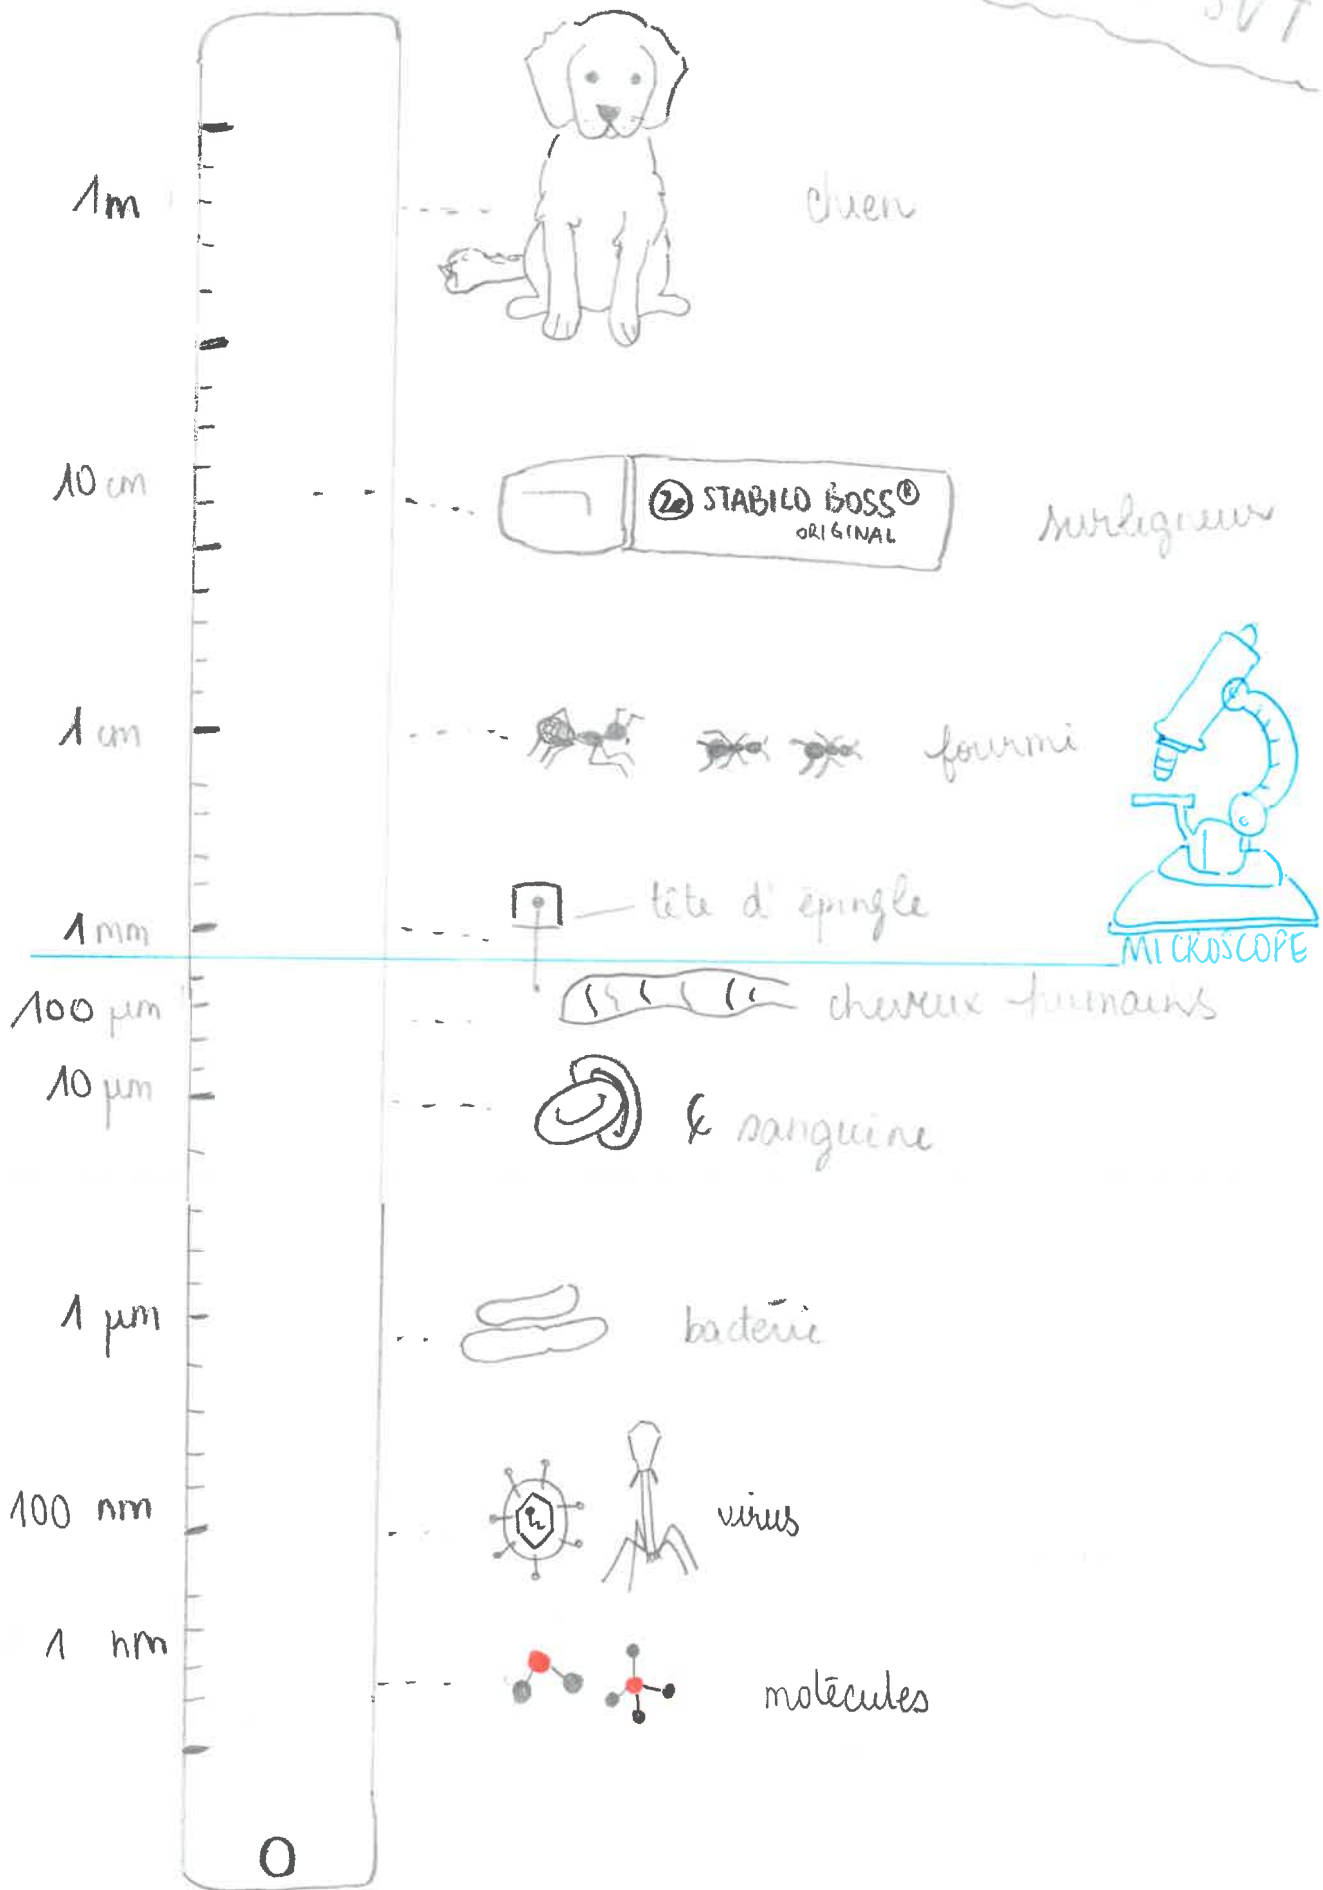 SVT
1m chien
10 cm STABILO BOSS® surligneur
ORIGINAL
1 cm fourmi
tête d'épingle
1 mm
MICROSCOPE
100 µm cheveux humains
10 µm sanguine
1 µm bactérie
100 nm virus
1 nm
molécules
0